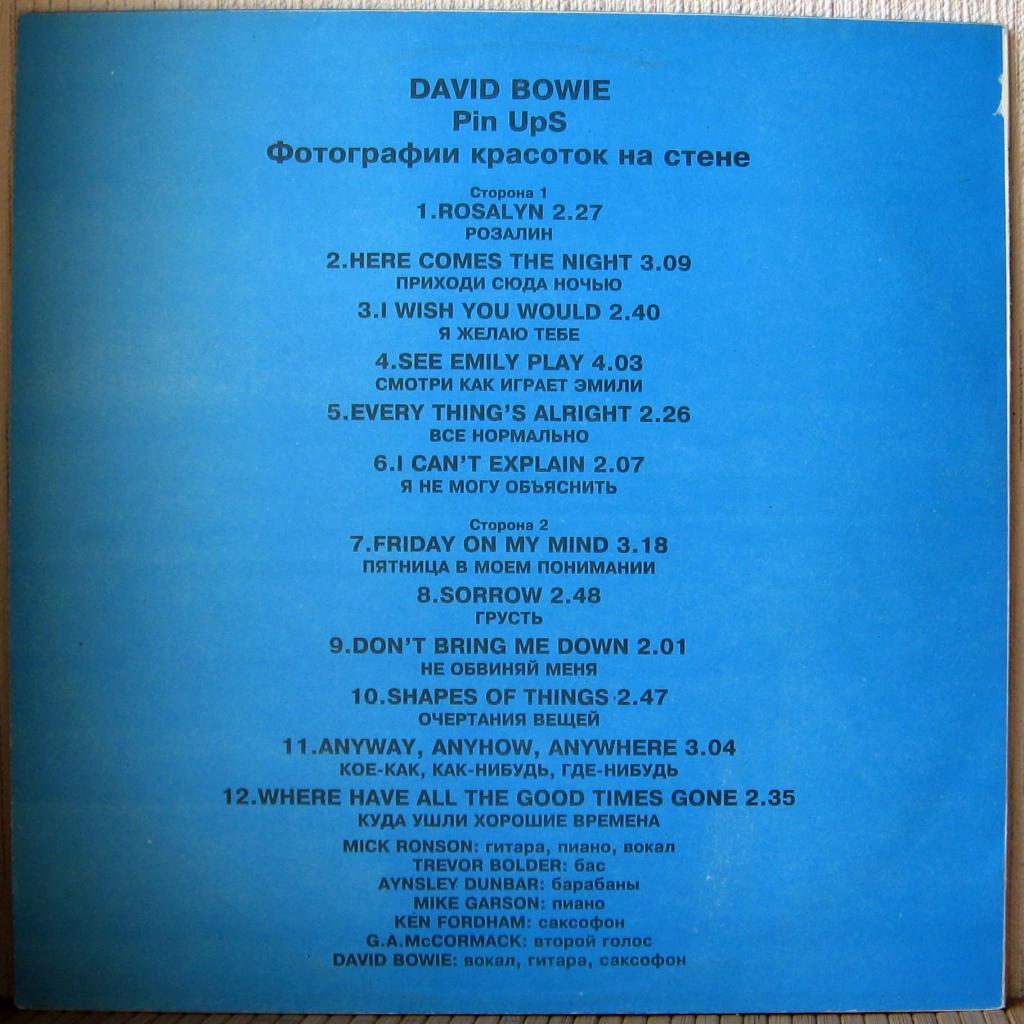 DAVID BOWIE
Pin UpS
Фотографии красоток на стене
Сторона 1
1.ROSALYN 2.27
РОЗАЛИН
2.HERE COMES THE NIGHT 3.09
ПРИХОДИ СЮДА НОЧЬЮ
3.I WISH YOU WOULD 2.40
Я ЖЕЛАЮ ТЕБЕ
4.SEE EMILY PLAY 4.03
СМОТРИ КАК ИГРАЕТ ЭМИЛИ
5.EVERY THING'S ALRIGHT 2.26
ВСЕ НОРМАЛЬНО
6.I CAN'T EXPLAIN 2.07
Я НЕ МОГУ ОБЪЯСНИТЬ
Сторона 2
7.FRIDAY ON MY MIND 3.18
ПЯТНИЦА В МОЕМ ПОНИМАНИИ
8.SORROW 2.48
ГРУСТЬ
9.DON'T BRING ME DOWN 2.01
НЕ ОБВИНЯЙ МЕНЯ
10.SHAPES OF THINGS 2.47
ОЧЕРТАНИЯ ВЕЩЕЙ
11.ANYWAY, ANYHOW, ANYWHERE 3.04
КОЕ-КАК, КАК-НИБУДЬ, ГДЕ-НИБУДЬ
12.WHERE HAVE ALL THE GOOD TIMES GONE 2.35
КУДА УШЛИ ХОРОШИЕ ВРЕМЕНА
MICK RONSON: гитара, пиано, вокал
TREVOR BOLDER: бас
AYNSLEY DUNBAR: барабаны
MIKE GARSON: пиано
KEN FORDHAM: саксофон
G.A.McCORMACK: второй голос
DAVID BOWIE: вокал, гитара, саксофон